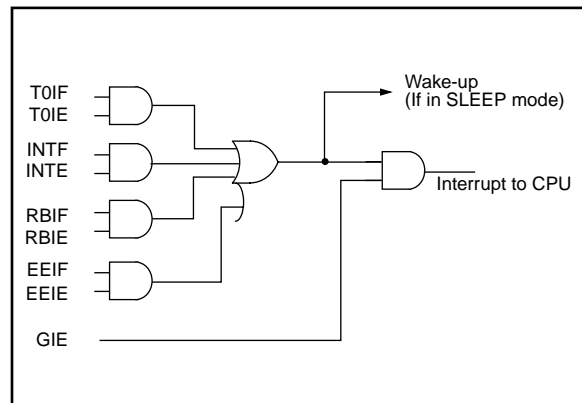 T0IF
T0IE
INTF
INTE
RBIF
RBIE
EEIF
EEIE
GIE
Wake-up
(If in SLEEP mode)
Interrupt to CPU